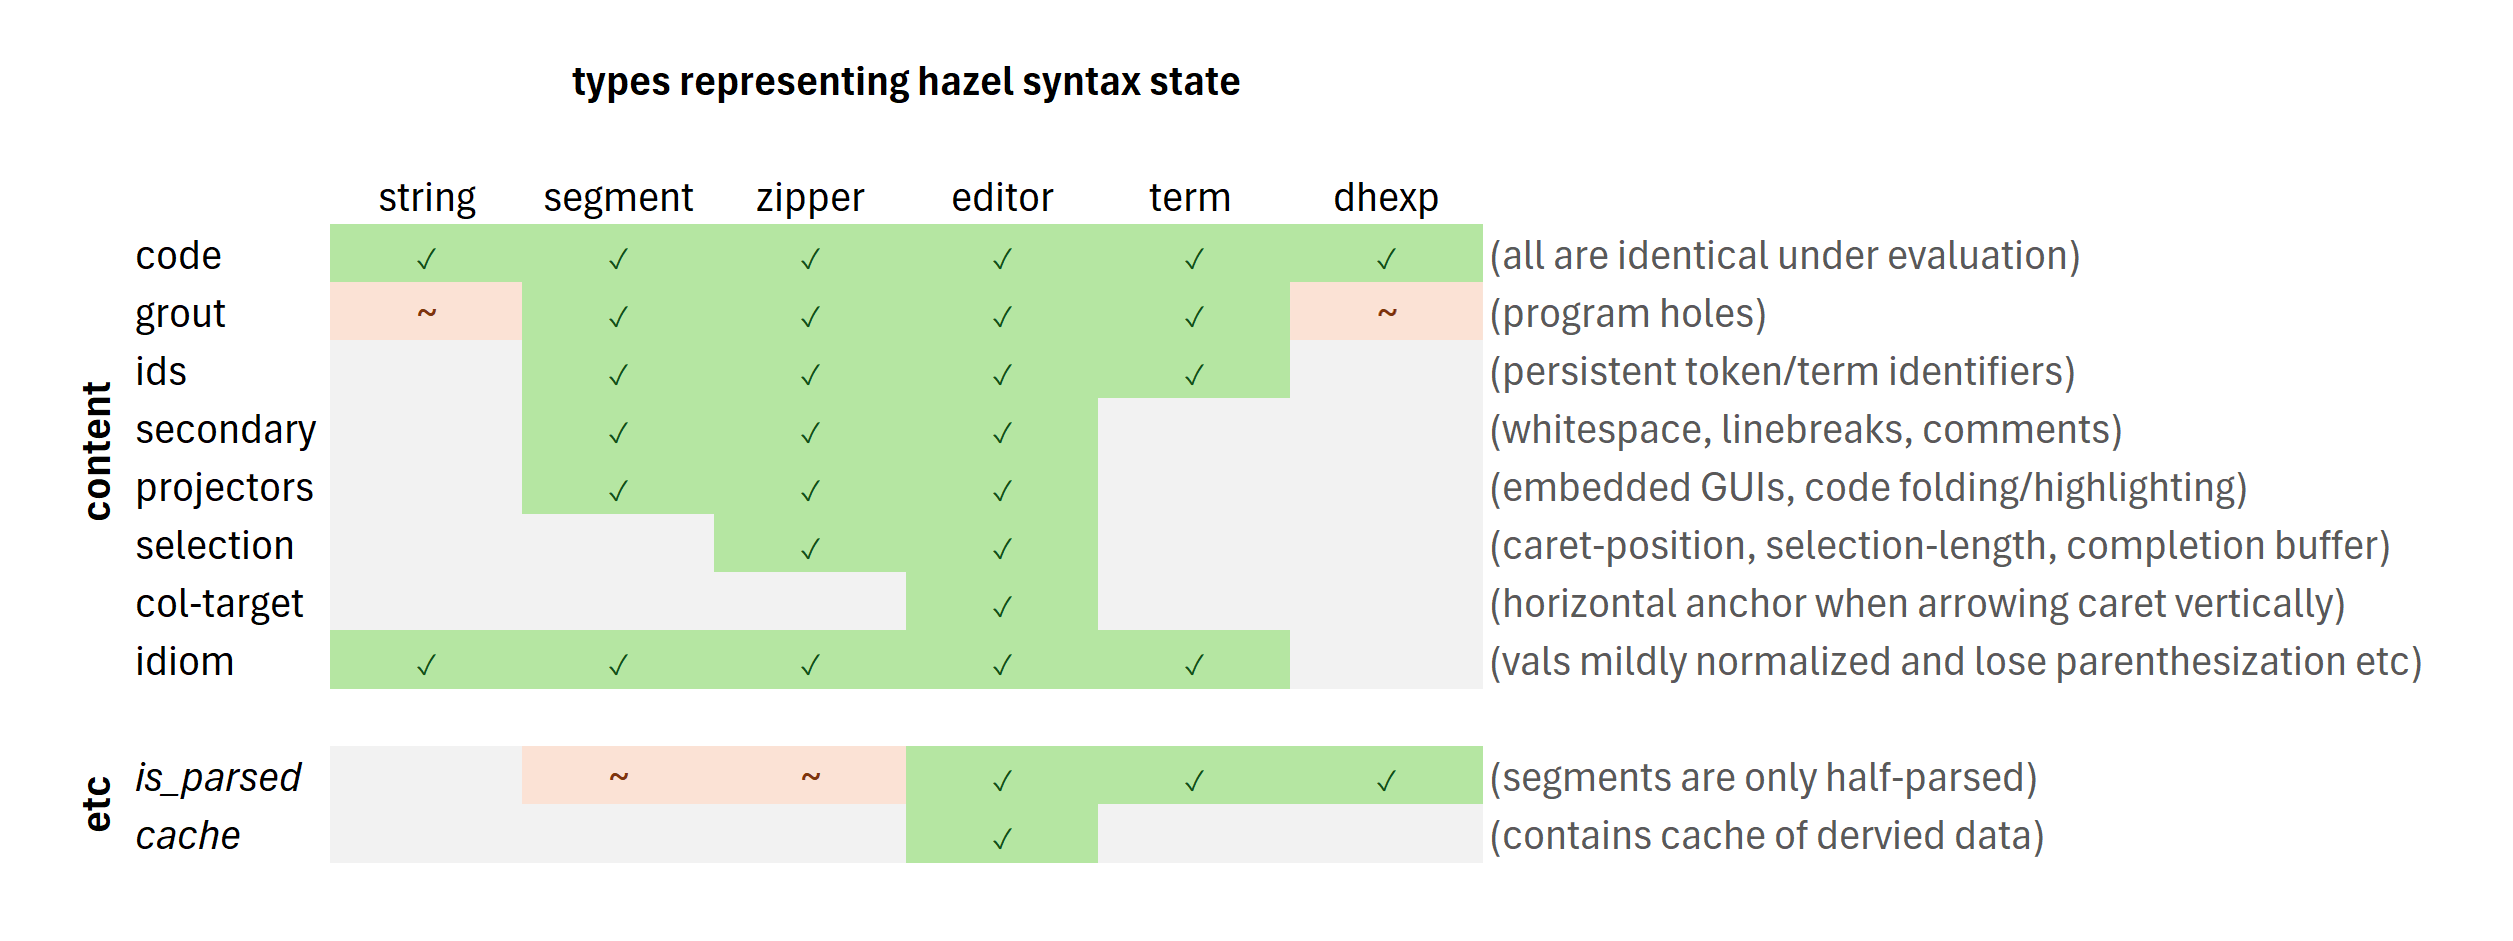 types representing hazel syntax state
string segment zipper editor term dhexp
content
code ✓ ✓ ✓ ✓ ✓ ✓ (all are identical under evaluation)
grout ~ ✓ ✓ ✓ ✓ ~ (program holes)
ids ✓ ✓ ✓ ✓ (persistent token/term identifiers)
secondary ✓ ✓ ✓ (whitespace, linebreaks, comments)
projectors ✓ ✓ ✓ (embedded GUIs, code folding/highlighting)
selection ✓ ✓ (caret-position, selection-length, completion buffer)
col-target ✓ (horizontal anchor when arrowing caret vertically)
idiom ✓ ✓ ✓ ✓ ✓ (vals mildly normalized and lose parenthesization etc)
etc
is_parsed ~ ~ ✓ ✓ ✓ (segments are only half-parsed)
cache ✓ (contains cache of dervied data)